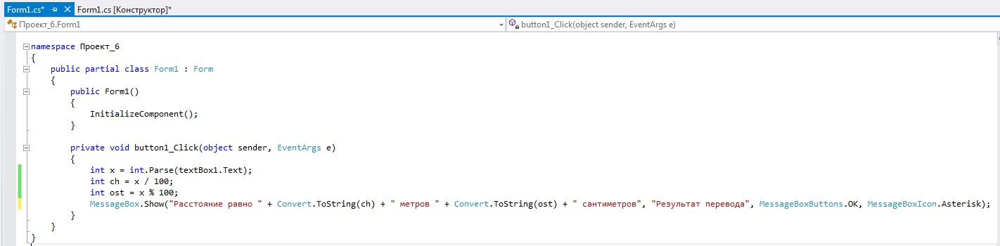 Form1.cs* Form1.cs [Конструктор]*
Проект_6.Form1 button1_Click(object sender, EventArgs e)
namespace Проект_6
{
    public partial class Form1 : Form
    {
        public Form1()
        {
            InitializeComponent();
        }

        private void button1_Click(object sender, EventArgs e)
        {
            int x = int.Parse(textBox1.Text);
            int ch = x / 100;
            int ost = x % 100;
            MessageBox.Show("Расстояние равно " + Convert.ToString(ch) + " метров " + Convert.ToString(ost) + " сантиметров", "Результат перевода", MessageBoxButtons.OK, MessageBoxIcon.Asterisk);
        }
    }
}